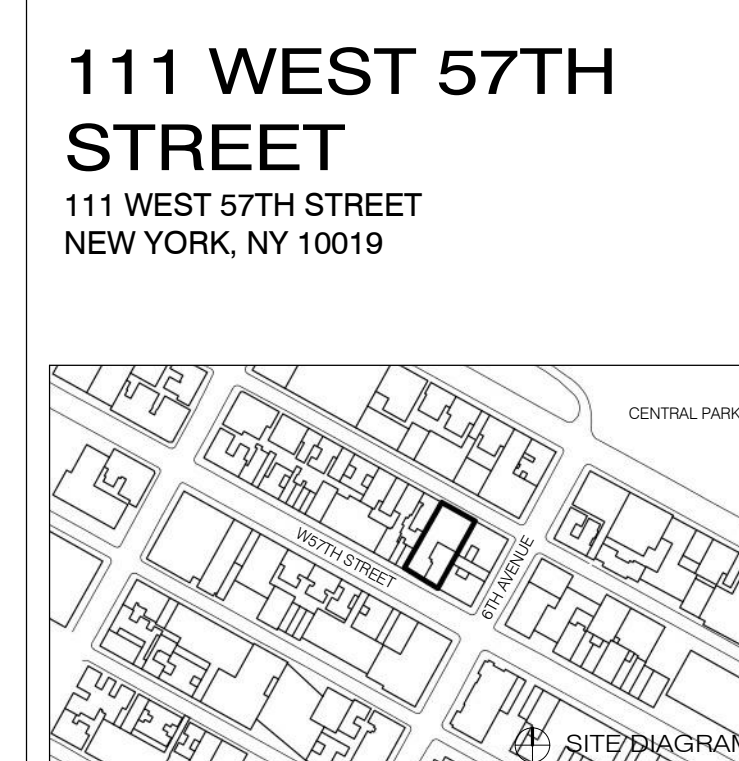 111 WEST 57TH
STREET
111 WEST 57TH STREET
NEW YORK, NY 10019
CENTRAL PARK
W57TH STREET
6TH AVENUE
SITE DIAGRAM